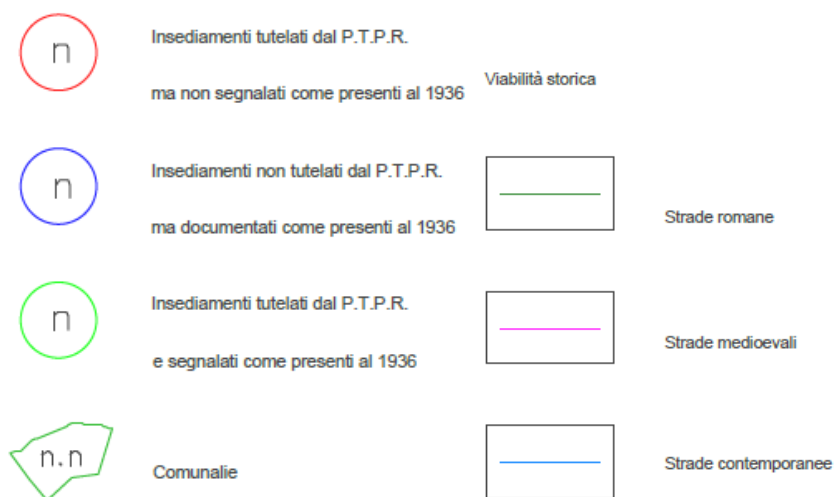 n
Insediamenti tutelati dal P.T.P.R.
ma non segnalati come presenti al 1936
n
Insediamenti non tutelati dal P.T.P.R.
ma documentati come presenti al 1936
n
Insediamenti tutelati dal P.T.P.R.
e segnalati come presenti al 1936
n.n
Comunalie
Viabilità storica
Strade romane
Strade medioevali
Strade contemporanee